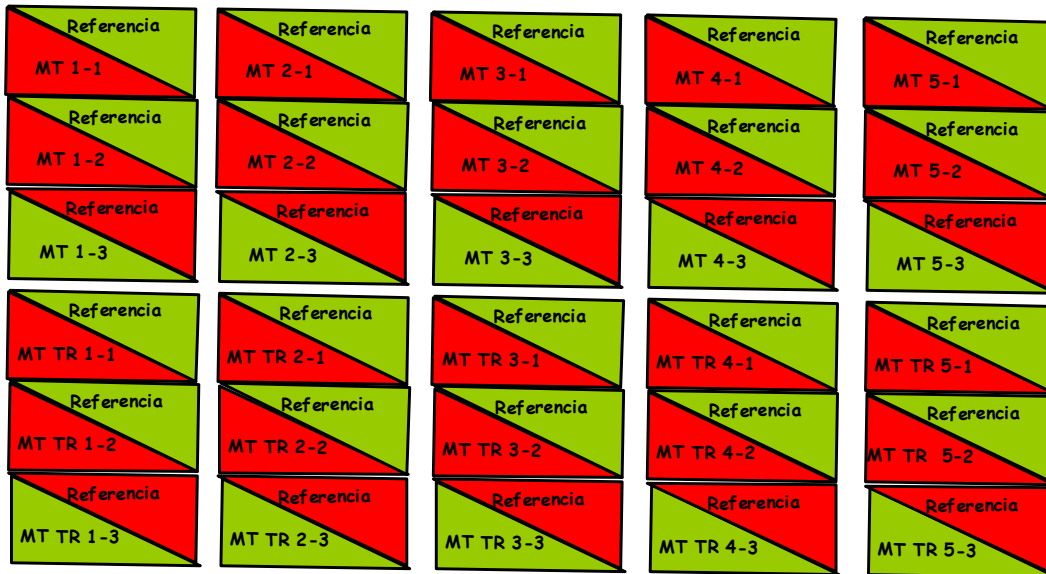 Referencia
MT 1-1
Referencia
MT 2-1
Referencia
MT 3-1
Referencia
MT 4-1
Referencia
MT 5-1
Referencia
MT 1-2
Referencia
MT 2-2
Referencia
MT 3-2
Referencia
MT 4-2
Referencia
MT 5-2
Referencia
MT 1-3
Referencia
MT 2-3
Referencia
MT 3-3
Referencia
MT 4-3
Referencia
MT 5-3
Referencia
MT TR 1-1
Referencia
MT TR 2-1
Referencia
MT TR 3-1
Referencia
MT TR 4-1
Referencia
MT TR 5-1
Referencia
MT TR 1-2
Referencia
MT TR 2-2
Referencia
MT TR 3-2
Referencia
MT TR 4-2
Referencia
MT TR 5-2
Referencia
MT TR 1-3
Referencia
MT TR 2-3
Referencia
MT TR 3-3
Referencia
MT TR 4-3
Referencia
MT TR 5-3